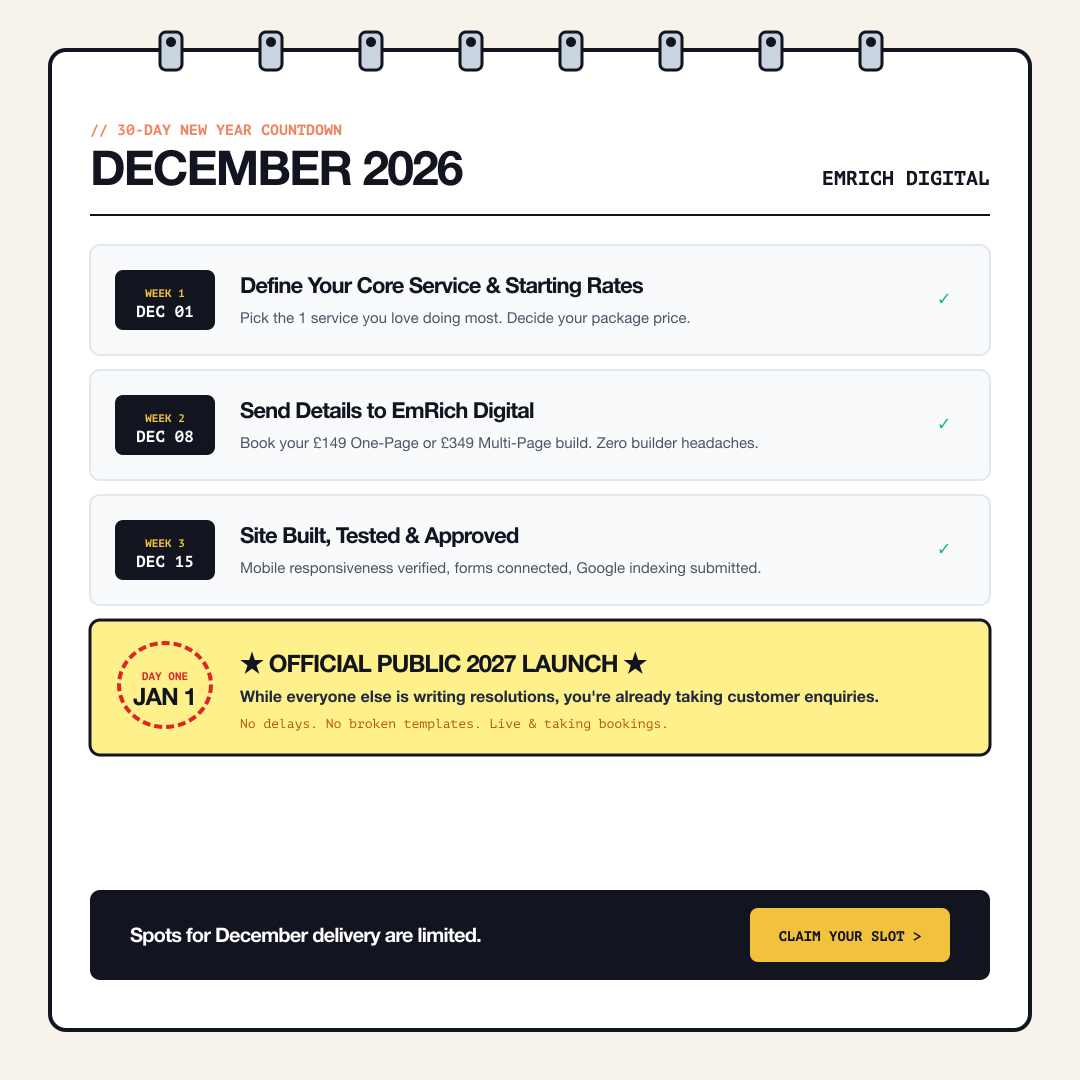 // 30-DAY NEW YEAR COUNTDOWN
DECEMBER 2026
EMRICH DIGITAL
WEEK 1
DEC 01
Define Your Core Service & Starting Rates
Pick the 1 service you love doing most. Decide your package price.
✓
WEEK 2
DEC 08
Send Details to EmRich Digital
Book your £149 One-Page or £349 Multi-Page build. Zero builder headaches.
✓
WEEK 3
DEC 15
Site Built, Tested & Approved
Mobile responsiveness verified, forms connected, Google indexing submitted.
✓
DAY ONE
JAN 1
★ OFFICIAL PUBLIC 2027 LAUNCH ★
While everyone else is writing resolutions, you're already taking customer enquiries.
No delays. No broken templates. Live & taking bookings.
Spots for December delivery are limited.
CLAIM YOUR SLOT >